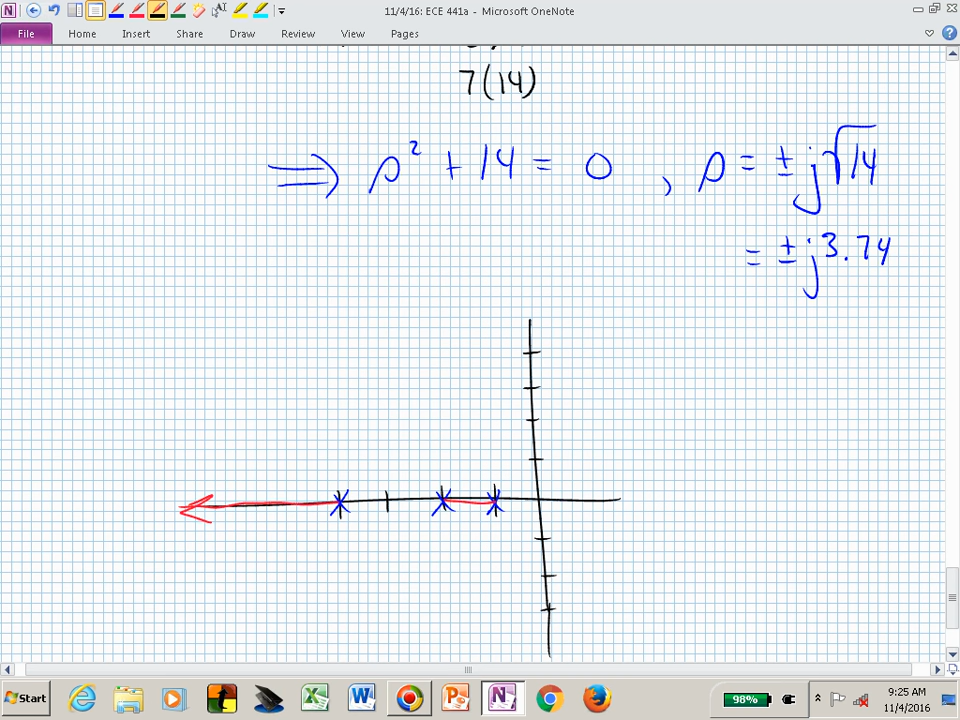 11/4/16: ECE 441a - Microsoft OneNote
File Home Insert Share Draw Review View Pages
7(14)
⟹ s² + 14 = 0 , s = ± j√14
= ± j3.74
Start
98%
9:25 AM
11/4/2016